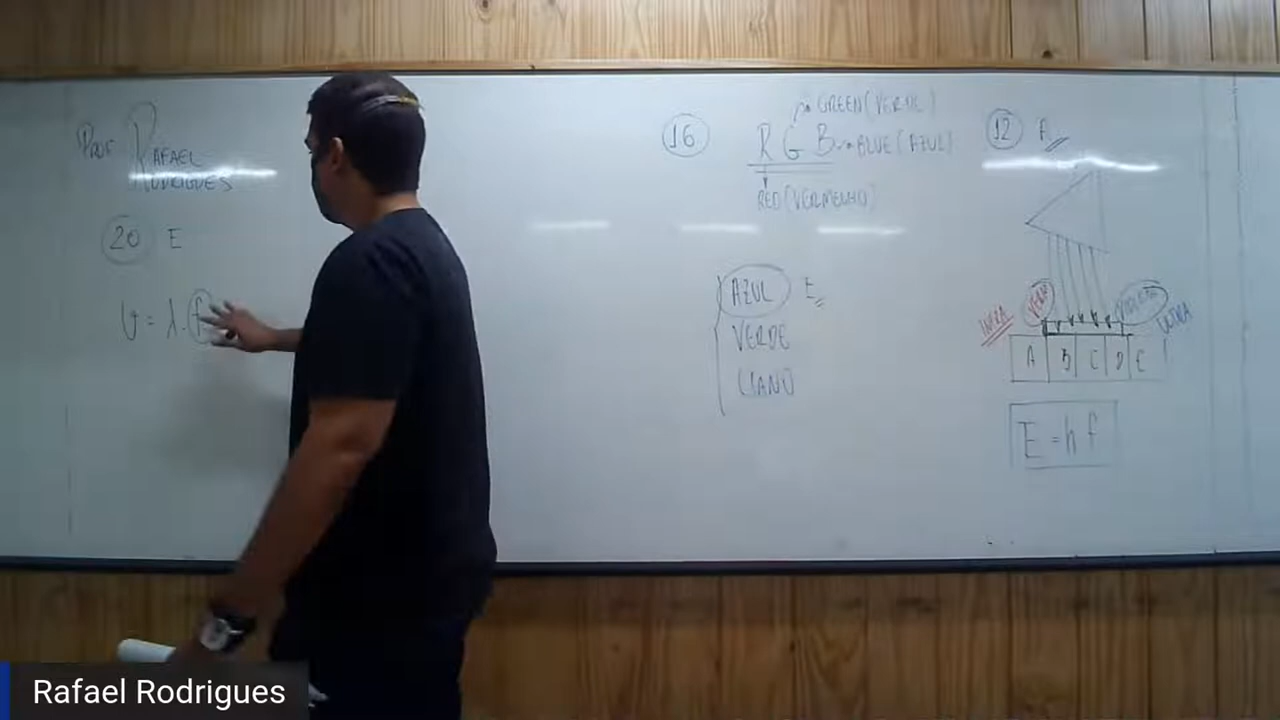 Prof RAFAEL
RODRIGUES
20 E
V = λ.f
16
GREEN(VERDE)
R G B BLUE(AZUL)
RED(VERMELHO)
AZUL E
VERDE
CIANO
12
INFRA VERM VIOLETA ULTRA
A B C D E
E = h f
Rafael Rodrigues